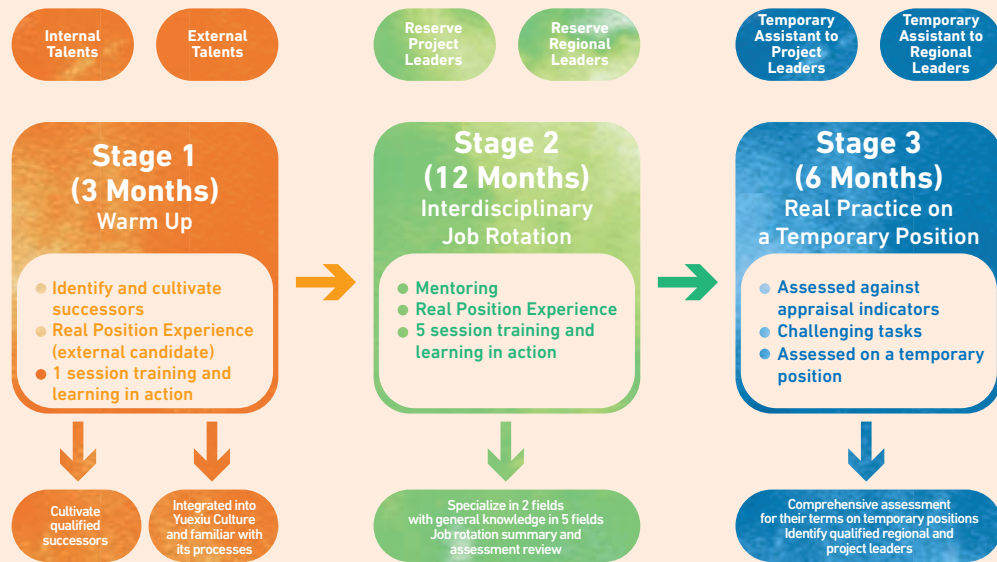 Internal
Talents
External
Talents
Reserve
Project
Leaders
Reserve
Regional
Leaders
Temporary
Assistant to
Project
Leaders
Temporary
Assistant to
Regional
Leaders
Stage 1
(3 Months)
Warm Up
Identify and cultivate
successors
Real Position Experience
(external candidate)
1 session training and
learning in action
Stage 2
(12 Months)
Interdisciplinary
Job Rotation
Mentoring
Real Position Experience
5 session training and
learning in action
Stage 3
(6 Months)
Real Practice on
a Temporary Position
Assessed against
appraisal indicators
Challenging tasks
Assessed on a temporary
position
Cultivate
qualified
successors
Integrated into
Yuexiu Culture
and familiar with
its processes
Specialize in 2 fields
with general knowledge in 5 fields
Job rotation summary and
assessment review
Comprehensive assessment
for their terms on temporary positions
Identify qualified regional and
project leaders